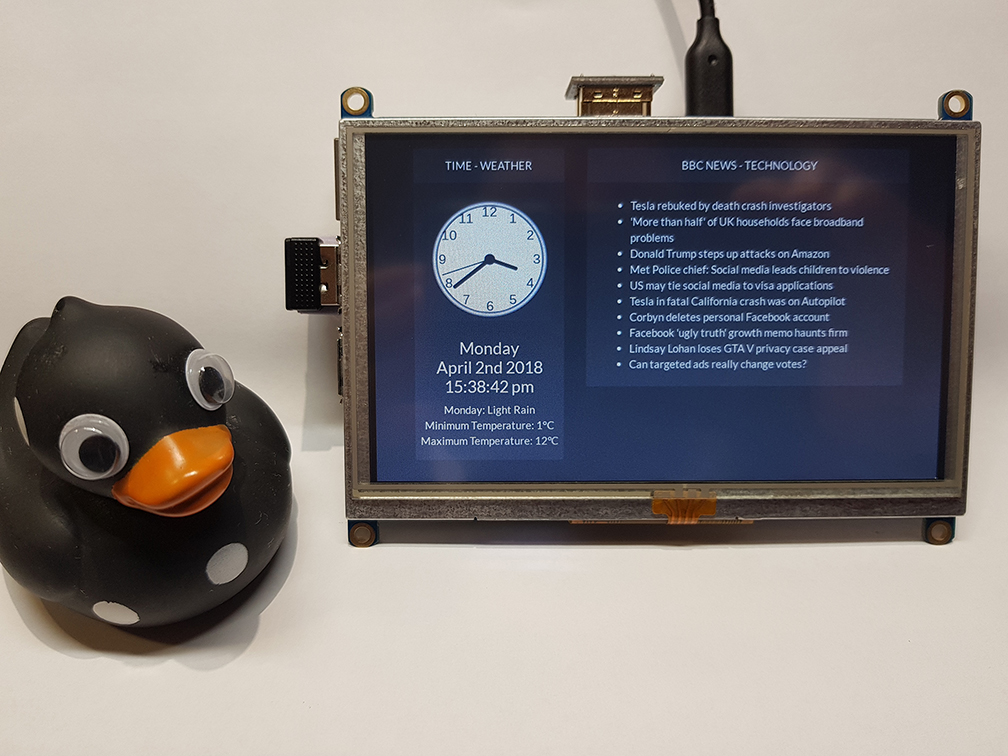 TIME - WEATHER
12
11
1
10
2
9
3
8
4
7
5
6
Monday
April 2nd 2018
15:38:42 pm
Monday: Light Rain
Minimum Temperature: 1°C
Maximum Temperature: 12°C
BBC NEWS - TECHNOLOGY
• Tesla rebuked by death crash investigators
• 'More than half' of UK households face broadband
problems
• Donald Trump steps up attacks on Amazon
• Met Police chief: Social media leads children to violence
• US may tie social media to visa applications
• Tesla in fatal California crash was on Autopilot
• Corbyn deletes personal Facebook account
• Facebook 'ugly truth' growth memo haunts firm
• Lindsay Lohan loses GTA V privacy case appeal
• Can targeted ads really change votes?